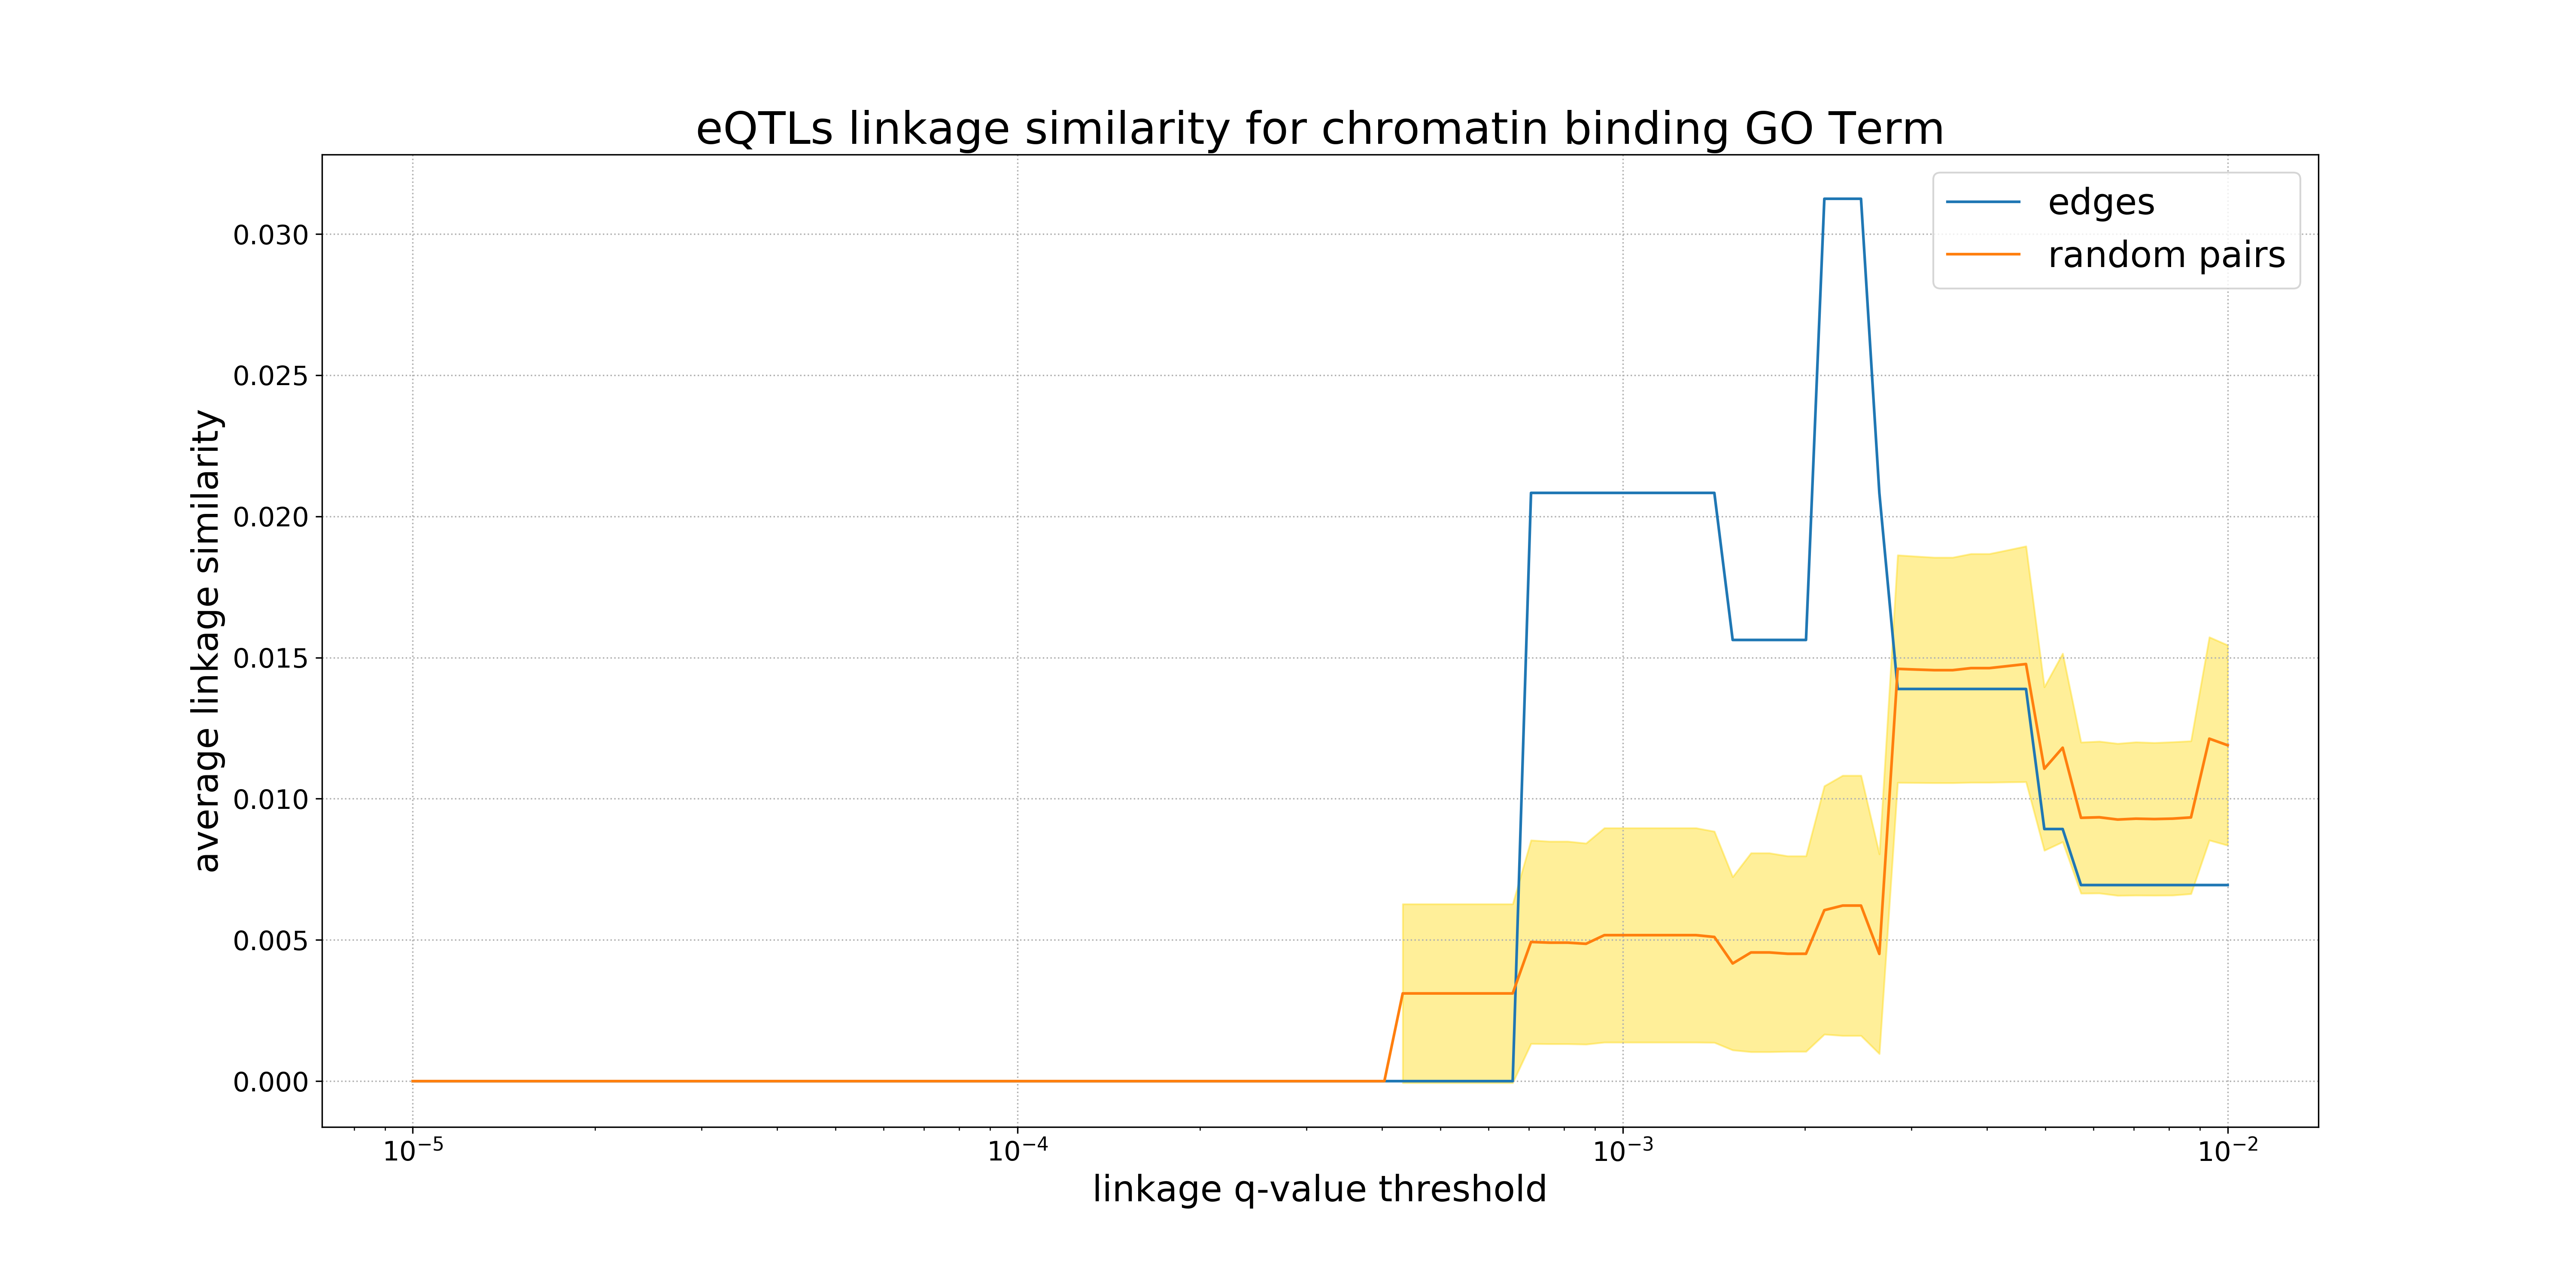 eQTLs linkage similarity for chromatin binding GO Term
edges
random pairs
average linkage similarity
0.030
0.025
0.020
0.015
0.010
0.005
0.000
10⁻⁵ 10⁻⁴ 10⁻³ 10⁻²
linkage q-value threshold